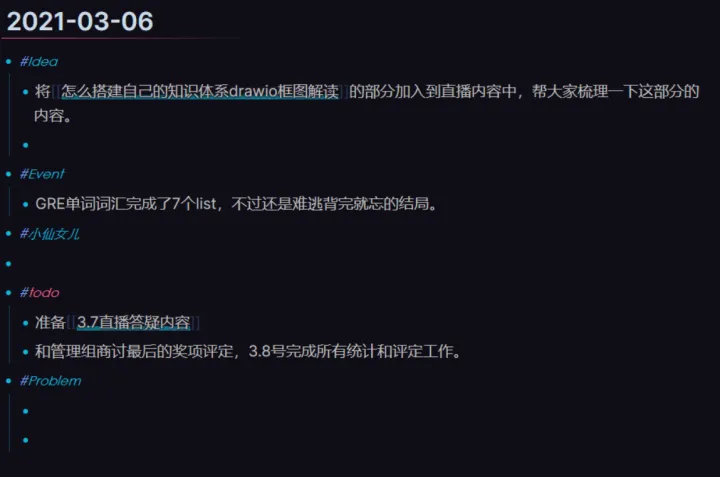 2021-03-06
#Idea
将[[怎么搭建自己的知识体系drawio框图解读]]的部分加入到直播内容中，帮大家梳理一下这部分的
内容。
#Event
GRE单词词汇完成了7个list，不过还是难逃背完就忘的结局。
#小仙女儿
#todo
准备[[3.7直播答疑内容]]
和管理组商讨最后的奖项评定，3.8号完成所有统计和评定工作。
#Problem